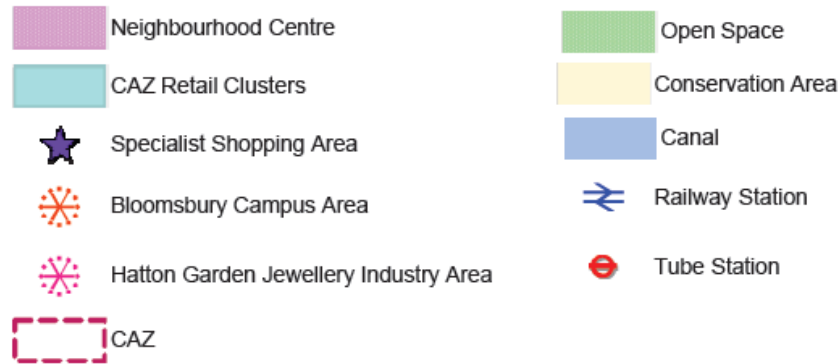 Neighbourhood Centre
CAZ Retail Clusters
Specialist Shopping Area
Bloomsbury Campus Area
Hatton Garden Jewellery Industry Area
CAZ
Open Space
Conservation Area
Canal
Railway Station
Tube Station